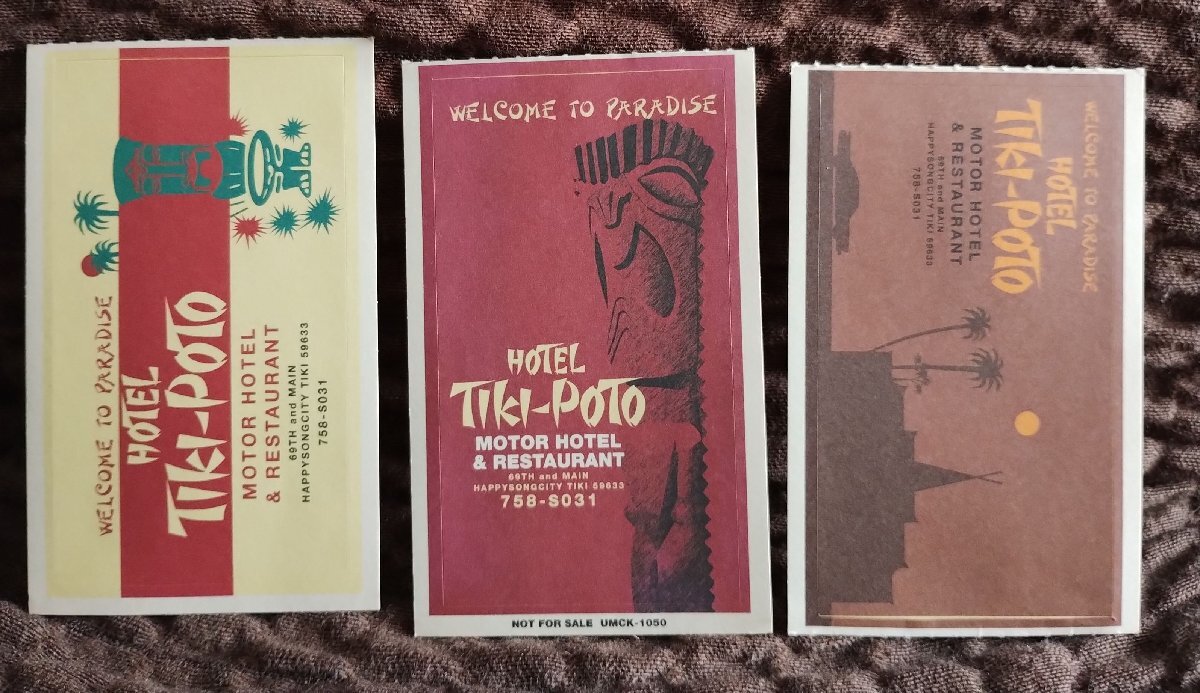 WELCOME TO PARADISE
HOTEL
TIKI-POTO
MOTOR HOTEL
& RESTAURANT
69TH and MAIN
HAPPYSONGCITY TIKI 59633
758-S031
WELCOME TO PARADISE
HOTEL
TIKI-POTO
MOTOR HOTEL
& RESTAURANT
69TH and MAIN
HAPPYSONGCITY TIKI 59633
758-S031
NOT FOR SALE UMCK-1050
WELCOME TO PARADISE
HOTEL
TIKI-POTO
MOTOR HOTEL
& RESTAURANT
69TH and MAIN
HAPPYSONGCITY TIKI 59633
758-S031